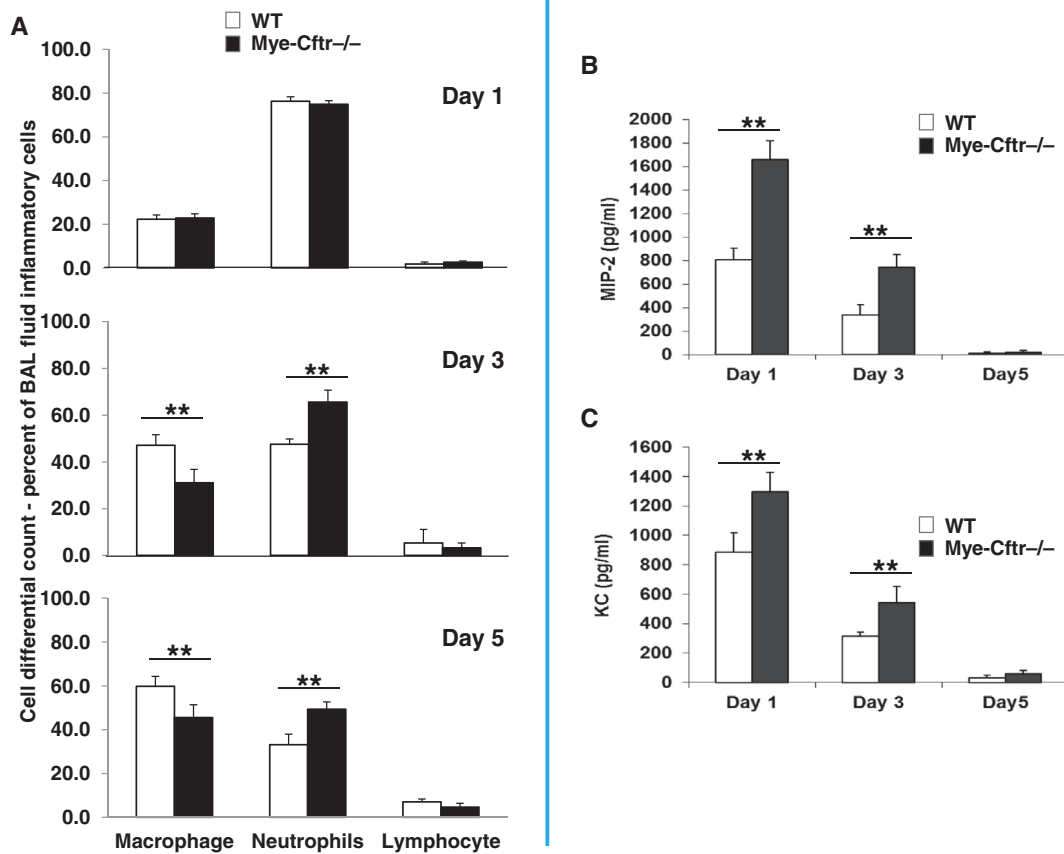 A
WT
Mye-Cftr–/–
Cell differential count - percent of BAL fluid inflammatory cells
100.0
80.0
60.0
40.0
20.0
0.0
Day 1
100.0
80.0
60.0
40.0
20.0
0.0
Day 3
**
**
100.0
80.0
60.0
40.0
20.0
0.0
Day 5
**
**
Macrophage Neutrophils Lymphocyte
B
WT
Mye-Cftr–/–
MIP-2 (pg/ml)
2000
1800
1600
1400
1200
1000
800
600
400
200
0
**
**
Day 1 Day 3 Day5
C
WT
Mye-Cftr–/–
KC (pg/ml)
1600
1400
1200
1000
800
600
400
200
0
**
**
Day 1 Day 3 Day5